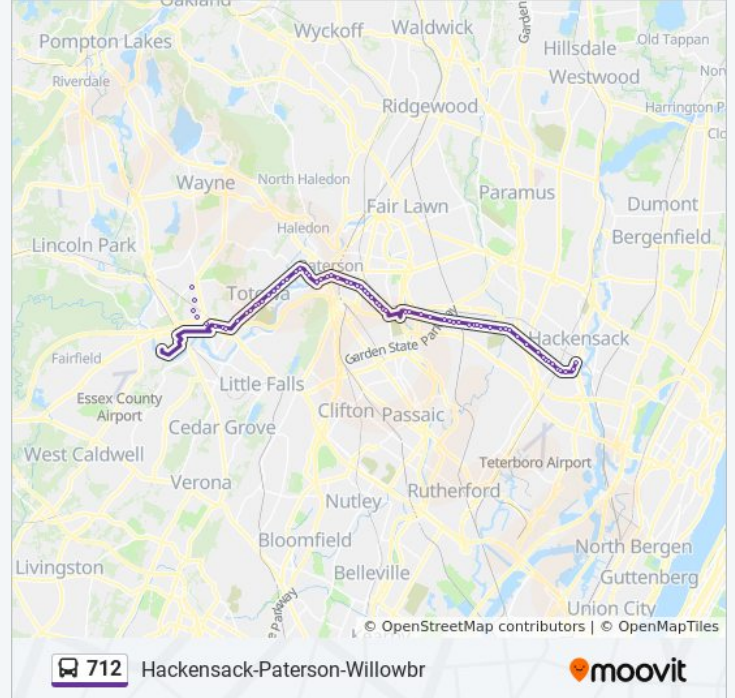 Oakland
Pompton Lakes
Wyckoff
Waldwick
Garden
Hillsdale
Old Tappan
Riverdale
Westwood
Ridgewood
Harrington P
Wayne
North Haledon
Paramus
Fair Lawn
Dumont
Haledon
Bergenfield
Lincoln Park
Paterson
Totowa
Hackensack
Garden State Parkway
Fairfield
Little Falls
Essex County
Airport
Clifton
Passaic
Cedar Grove
West Caldwell
Teterboro Airport
Verona
Rutherford
Nutley
Bloomfield
North Bergen
Livingston
Belleville
Guttenberg
Union City
e Parkway
© OpenStreetMap contributors | © OpenMapTiles
712 Hackensack-Paterson-Willowbr
moovit